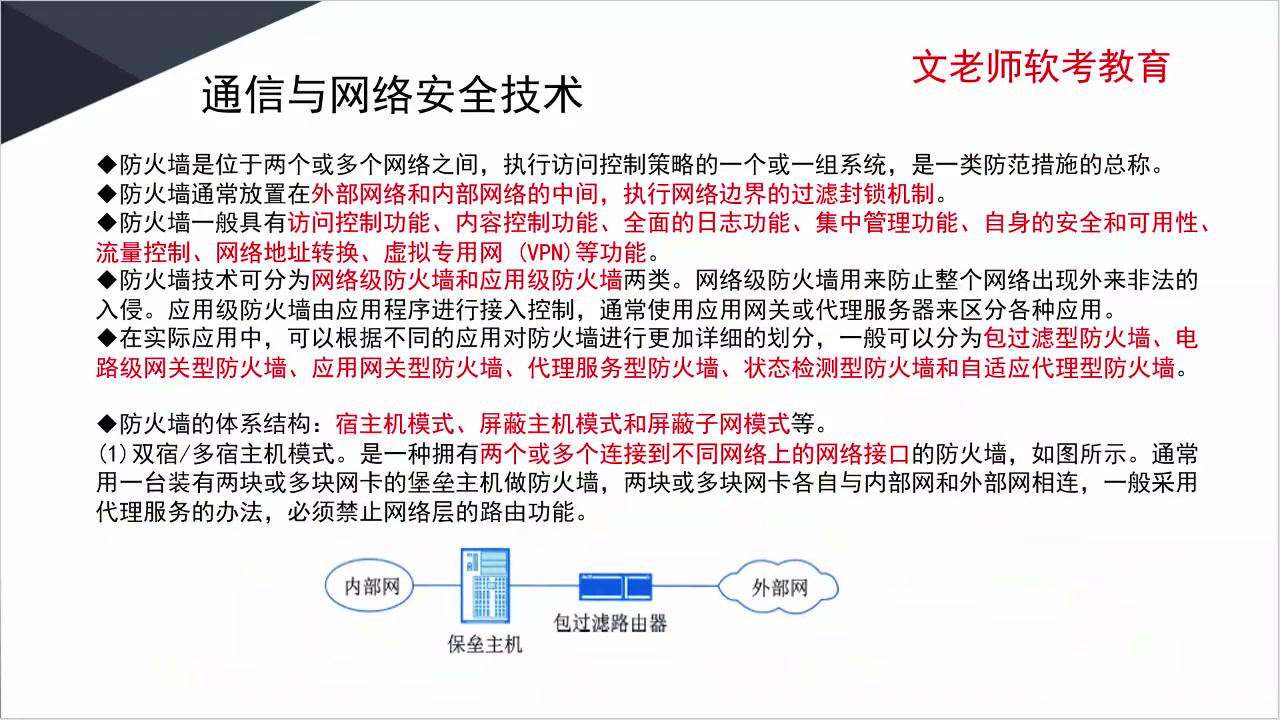 文老师软考教育
通信与网络安全技术
◆防火墙是位于两个或多个网络之间，执行访问控制策略的一个或一组系统，是一类防范措施的总称。
◆防火墙通常放置在外部网络和内部网络的中间，执行网络边界的过滤封锁机制。
◆防火墙一般具有访问控制功能、内容控制功能、全面的日志功能、集中管理功能、自身的安全和可用性、
流量控制、网络地址转换、虚拟专用网 (VPN)等功能。
◆防火墙技术可分为网络级防火墙和应用级防火墙两类。网络级防火墙用来防止整个网络出现外来非法的
入侵。应用级防火墙由应用程序进行接入控制，通常使用应用网关或代理服务器来区分各种应用。
◆在实际应用中，可以根据不同的应用对防火墙进行更加详细的划分，一般可以分为包过滤型防火墙、电
路级网关型防火墙、应用网关型防火墙、代理服务型防火墙、状态检测型防火墙和自适应代理型防火墙。
◆防火墙的体系结构：宿主机模式、屏蔽主机模式和屏蔽子网模式等。
(1)双宿/多宿主机模式。是一种拥有两个或多个连接到不同网络上的网络接口的防火墙，如图所示。通常
用一台装有两块或多块网卡的堡垒主机做防火墙，两块或多块网卡各自与内部网和外部网相连，一般采用
代理服务的办法，必须禁止网络层的路由功能。
内部网
外部网
包过滤路由器
保垒主机